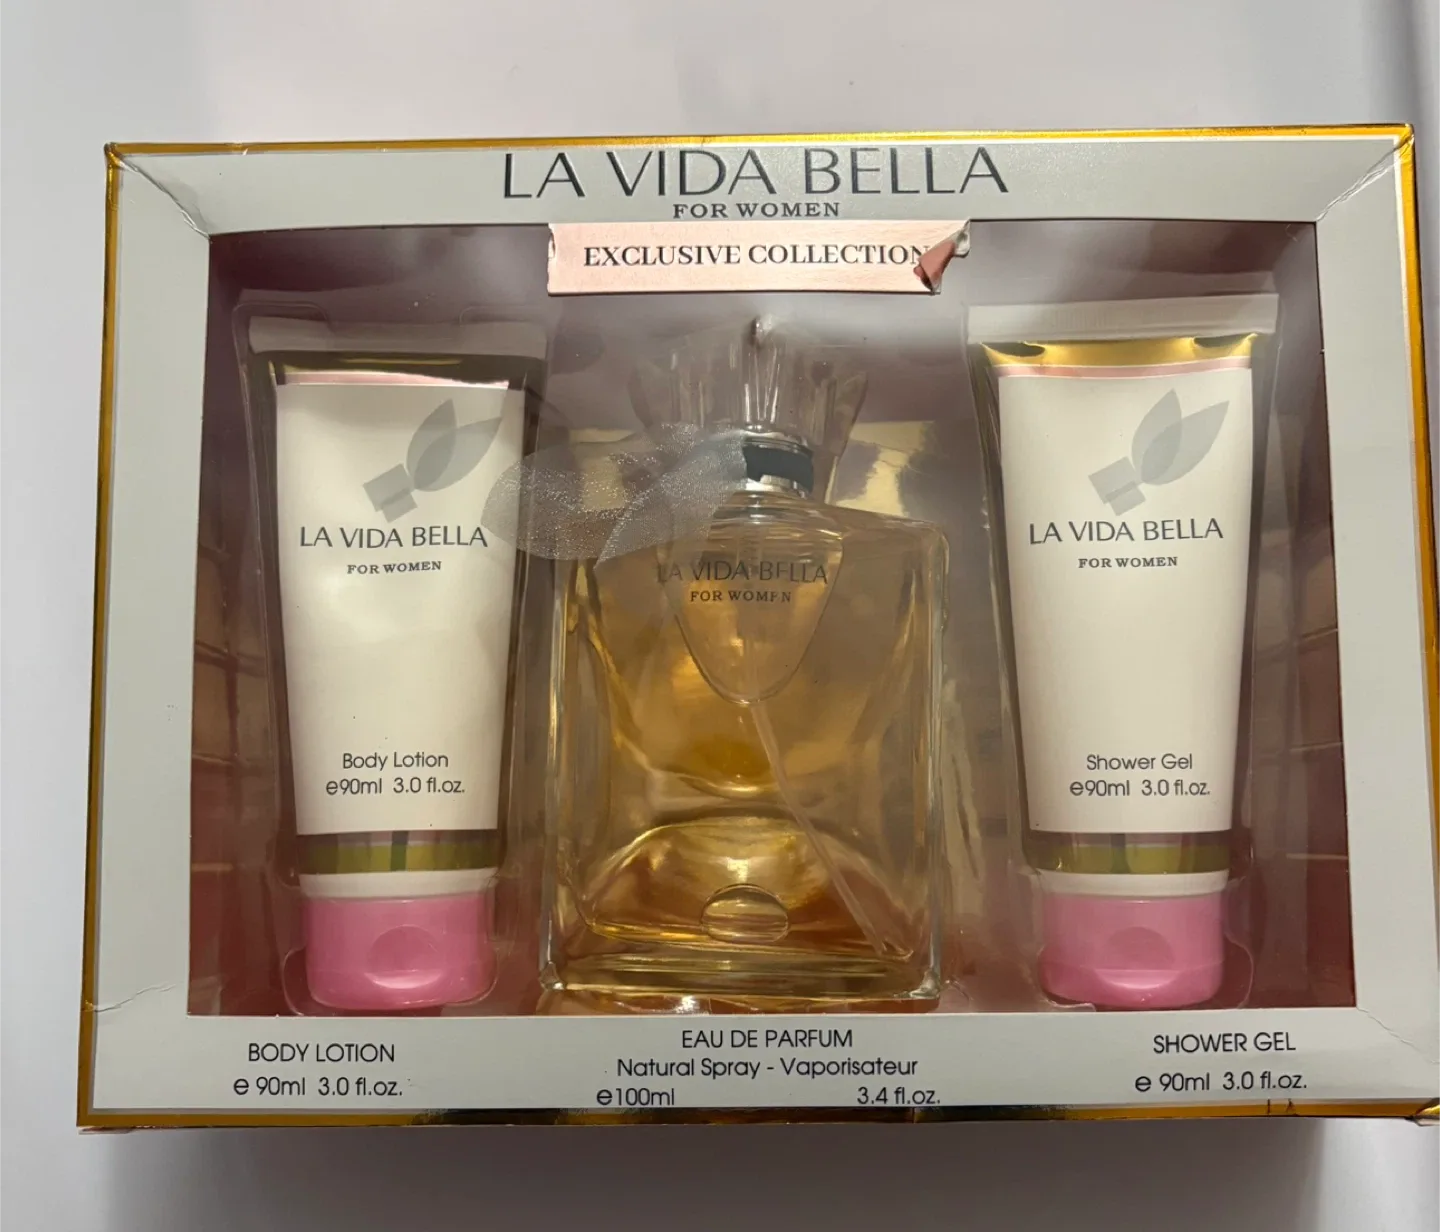 LA VIDA BELLA
FOR WOMEN
EXCLUSIVE COLLECTION
LA VIDA BELLA
FOR WOMEN
Body Lotion
e90ml 3.0 fl.oz.
LA VIDA BELLA
FOR WOMEN
LA VIDA BELLA
FOR WOMEN
Shower Gel
e90ml 3.0 fl.oz.
BODY LOTION
e 90ml 3.0 fl.oz.
EAU DE PARFUM
Natural Spray - Vaporisateur
e100ml 3.4 fl.oz.
SHOWER GEL
e 90ml 3.0 fl.oz.